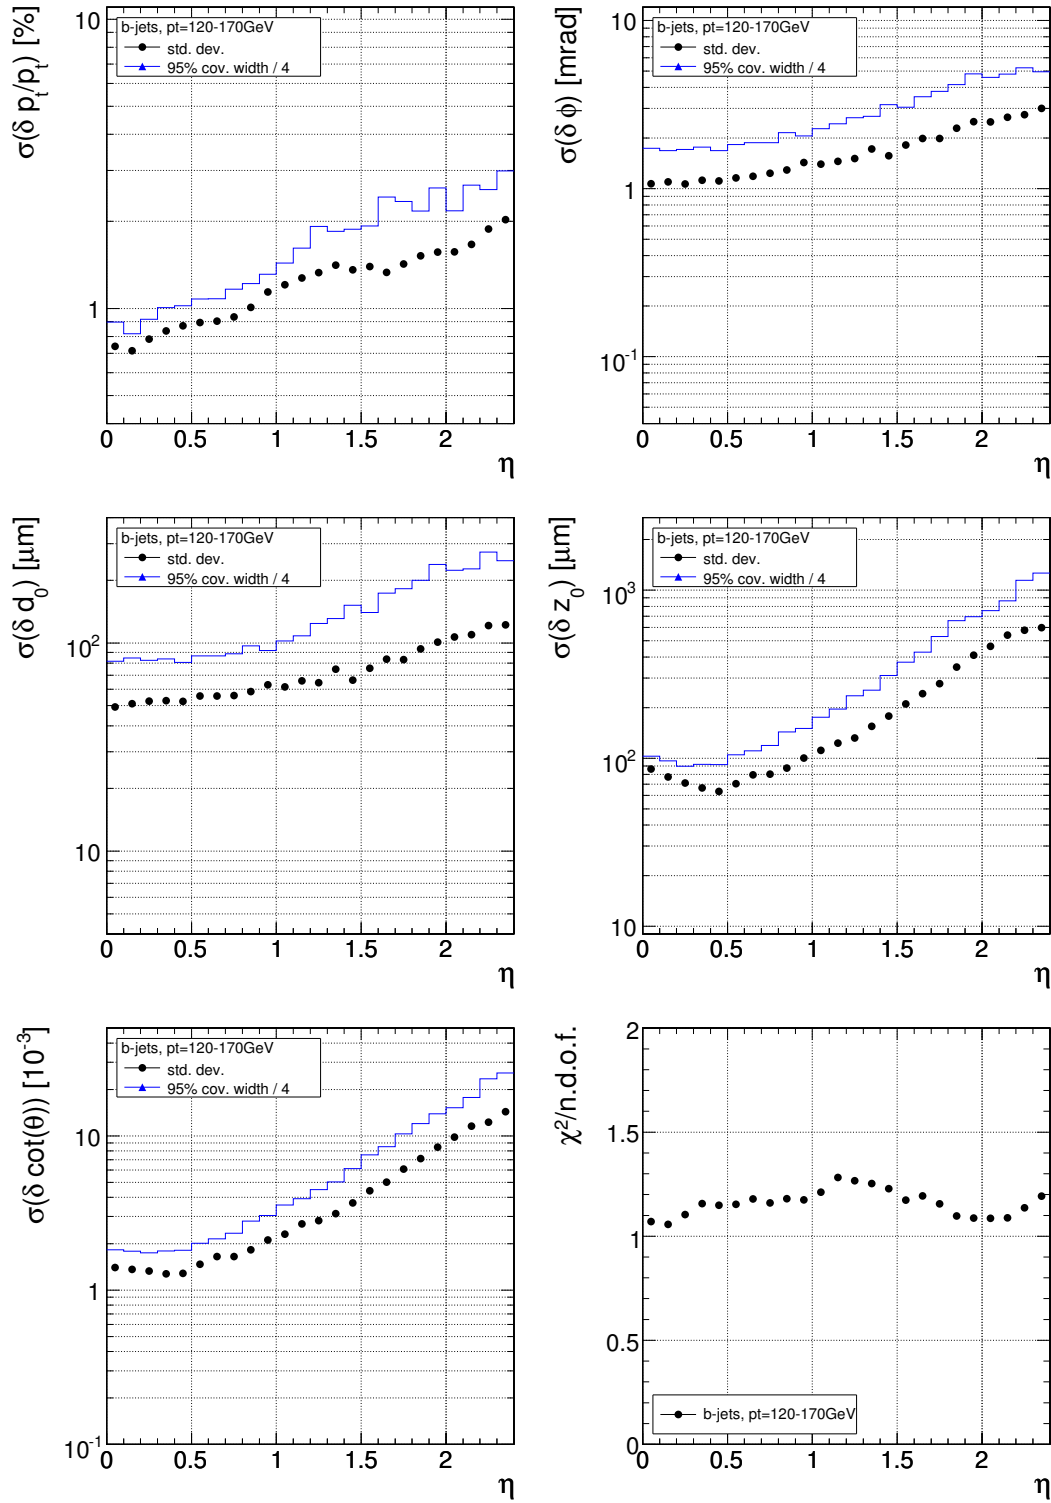 σ(δ p_t/p_t) [%]
10
1
b-jets, pt=120-170GeV
std. dev.
95% cov. width / 4
0 0.5 1 1.5 2
η
σ(δ ϕ) [mrad]
10
1
10^-1
b-jets, pt=120-170GeV
std. dev.
95% cov. width / 4
0 0.5 1 1.5 2
η
σ(δ d_0) [μm]
10^2
10
b-jets, pt=120-170GeV
std. dev.
95% cov. width / 4
0 0.5 1 1.5 2
η
σ(δ z_0) [μm]
10^3
10^2
10
b-jets, pt=120-170GeV
std. dev.
95% cov. width / 4
0 0.5 1 1.5 2
η
σ(δ cot(θ)) [10^-3]
10
1
10^-1
b-jets, pt=120-170GeV
std. dev.
95% cov. width / 4
0 0.5 1 1.5 2
η
χ^2/n.d.o.f.
2
1.5
1
0.5
0
b-jets, pt=120-170GeV
0 0.5 1 1.5 2
η